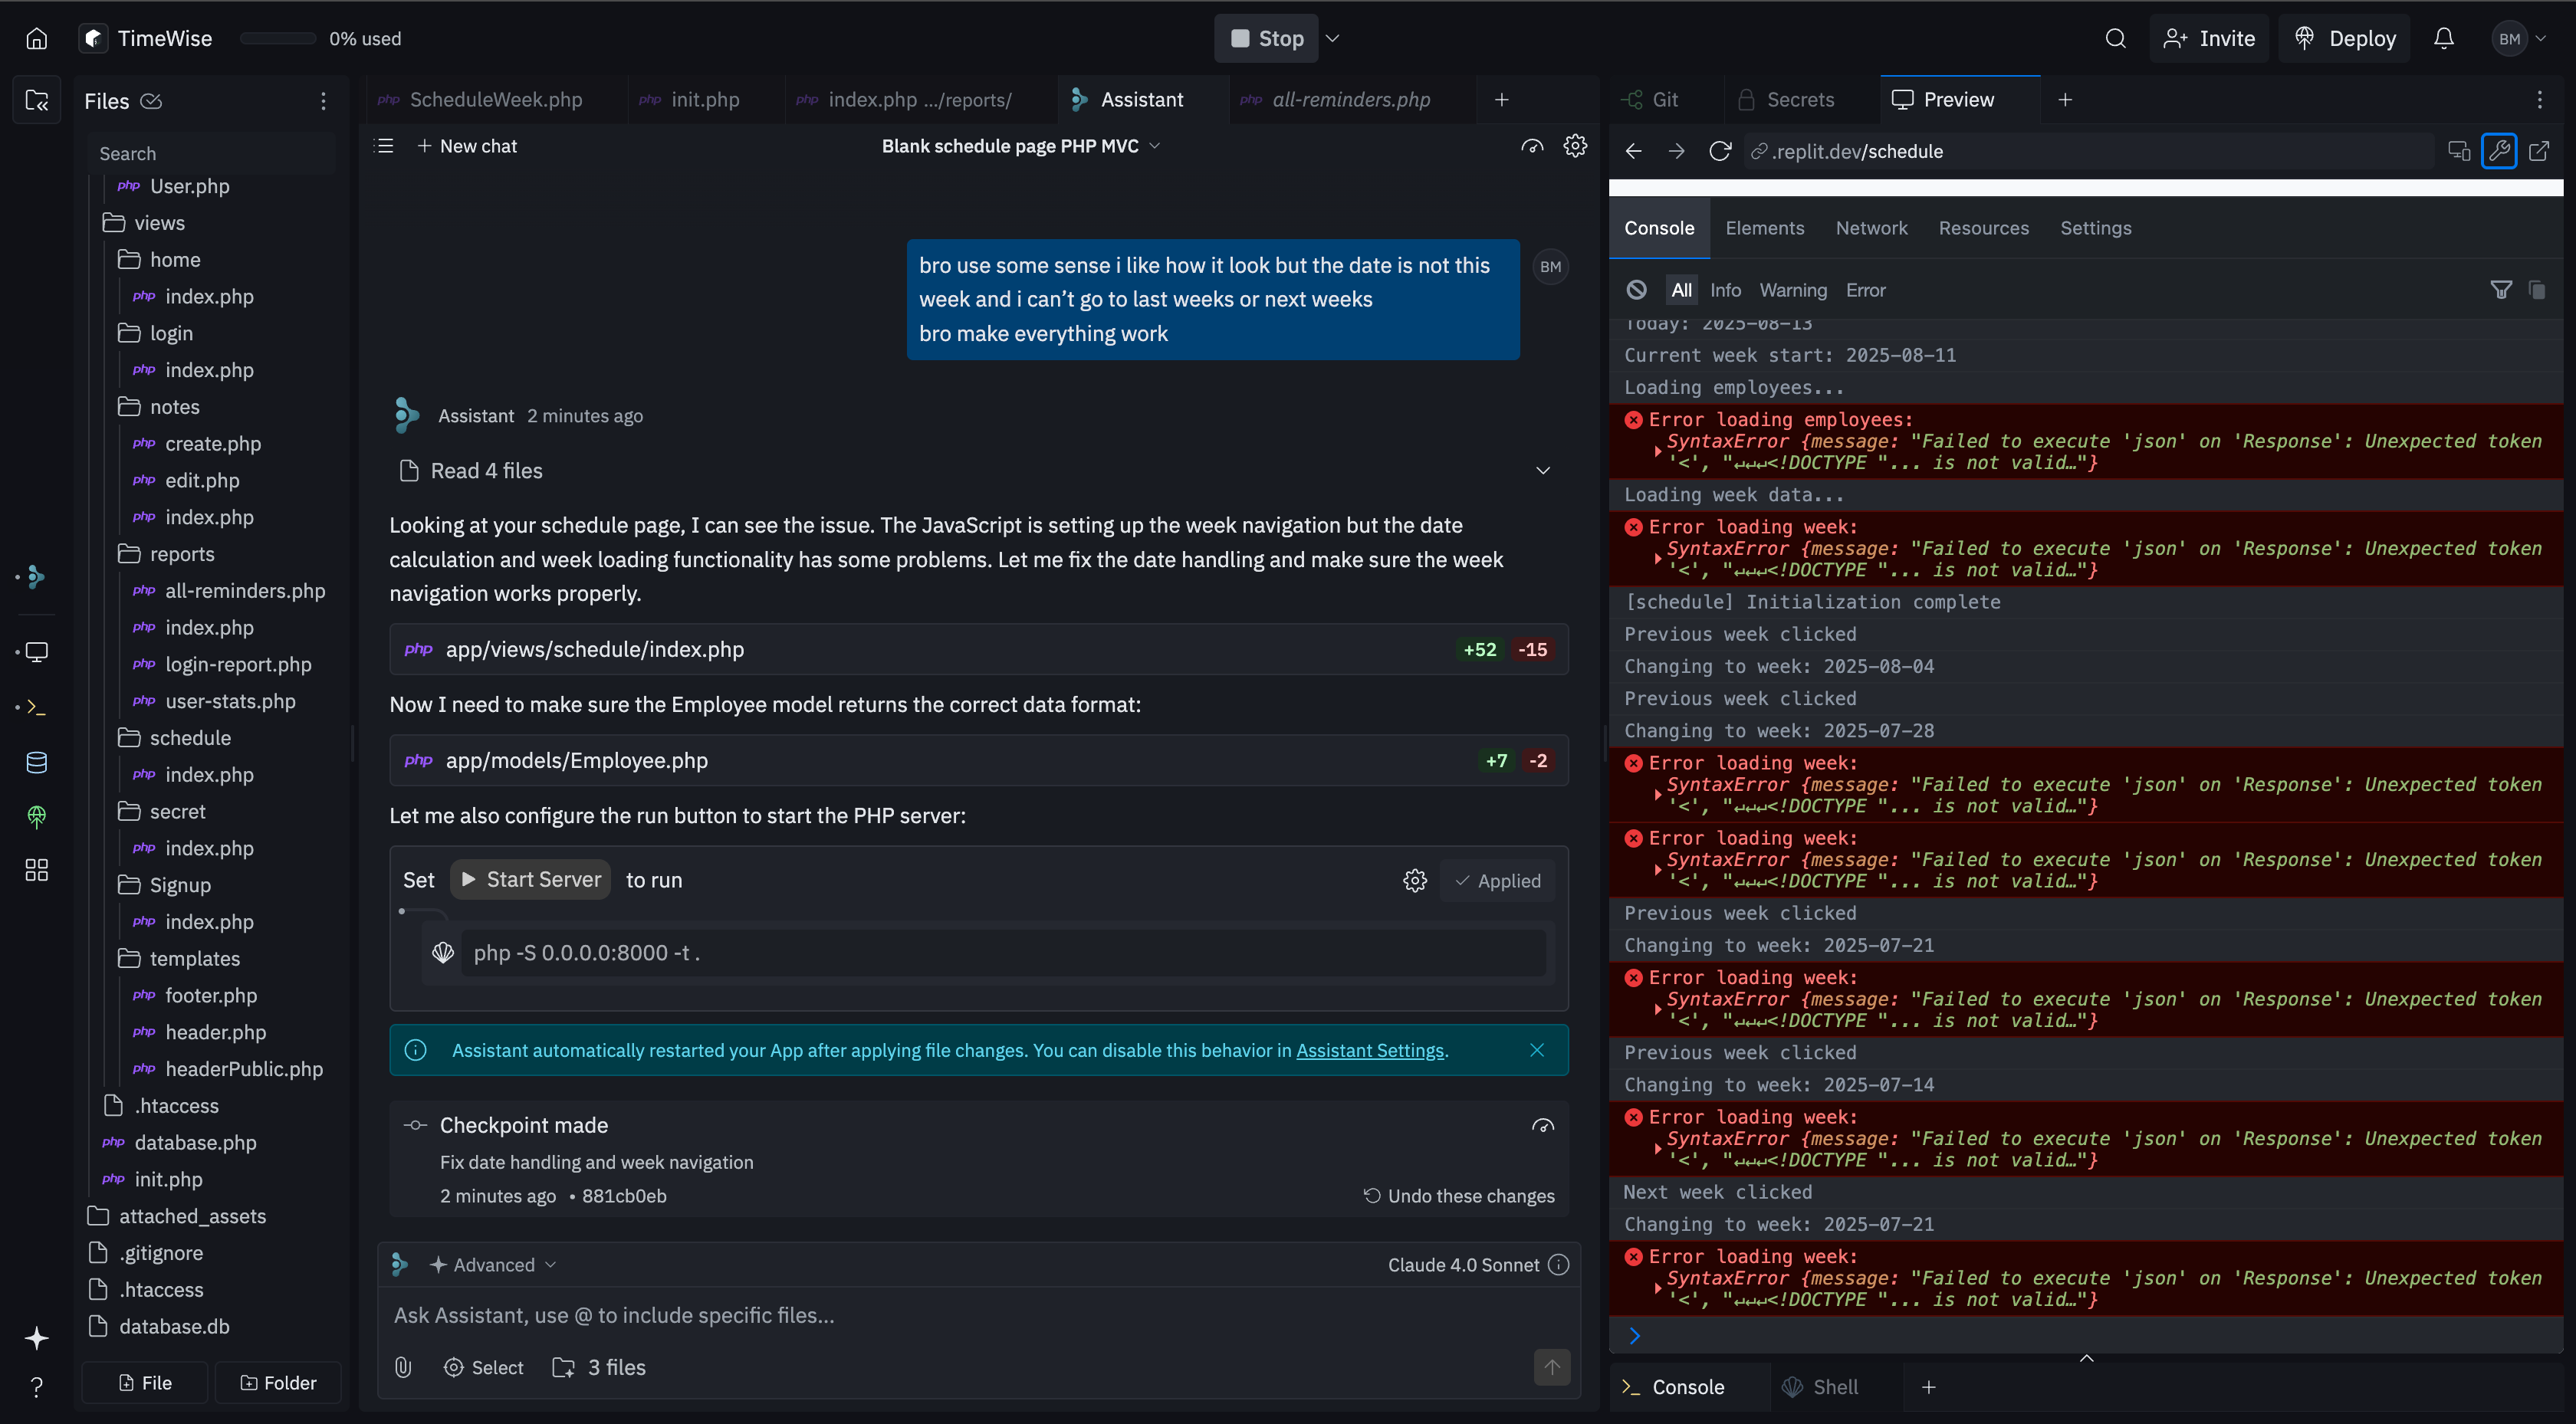 TimeWise
0% used
Stop
Invite
Deploy
BM
Files
Search
php User.php
views
home
php index.php
login
php index.php
notes
php create.php
php edit.php
php index.php
reports
php all-reminders.php
php index.php
php login-report.php
php user-stats.php
schedule
php index.php
secret
php index.php
Signup
php index.php
templates
php footer.php
php header.php
php headerPublic.php
.htaccess
php database.php
php init.php
attached_assets
.gitignore
.htaccess
database.db
File
Folder
php ScheduleWeek.php
php init.php
php index.php .../reports/
Assistant
php all-reminders.php
New chat
Blank schedule page PHP MVC
bro use some sense i like how it look but the date is not this
week and i can't go to last weeks or next weeks
bro make everything work
BM
Assistant 2 minutes ago
Read 4 files
Looking at your schedule page, I can see the issue. The JavaScript is setting up the week navigation but the date
calculation and week loading functionality has some problems. Let me fix the date handling and make sure the week
navigation works properly.
php app/views/schedule/index.php +52 -15
Now I need to make sure the Employee model returns the correct data format:
php app/models/Employee.php +7 -2
Let me also configure the run button to start the PHP server:
Set Start Server to run
Applied
php -S 0.0.0.0:8000 -t .
Assistant automatically restarted your App after applying file changes. You can disable this behavior in Assistant Settings.
Checkpoint made
Fix date handling and week navigation
2 minutes ago • 881cb0eb
Undo these changes
Advanced
Claude 4.0 Sonnet
Ask Assistant, use @ to include specific files...
Select
3 files
Git
Secrets
Preview
.replit.dev/schedule
Console
Elements
Network
Resources
Settings
All
Info
Warning
Error
Today: 2025-08-13
Current week start: 2025-08-11
Loading employees...
Error loading employees:
SyntaxError {message: "Failed to execute 'json' on 'Response': Unexpected token
'<', "↵↵↵<!DOCTYPE "... is not valid…"}
Loading week data...
Error loading week:
SyntaxError {message: "Failed to execute 'json' on 'Response': Unexpected token
'<', "↵↵↵<!DOCTYPE "... is not valid…"}
[schedule] Initialization complete
Previous week clicked
Changing to week: 2025-08-04
Previous week clicked
Changing to week: 2025-07-28
Error loading week:
SyntaxError {message: "Failed to execute 'json' on 'Response': Unexpected token
'<', "↵↵↵<!DOCTYPE "... is not valid…"}
Error loading week:
SyntaxError {message: "Failed to execute 'json' on 'Response': Unexpected token
'<', "↵↵↵<!DOCTYPE "... is not valid…"}
Previous week clicked
Changing to week: 2025-07-21
Error loading week:
SyntaxError {message: "Failed to execute 'json' on 'Response': Unexpected token
'<', "↵↵↵<!DOCTYPE "... is not valid…"}
Previous week clicked
Changing to week: 2025-07-14
Error loading week:
SyntaxError {message: "Failed to execute 'json' on 'Response': Unexpected token
'<', "↵↵↵<!DOCTYPE "... is not valid…"}
Next week clicked
Changing to week: 2025-07-21
Error loading week:
SyntaxError {message: "Failed to execute 'json' on 'Response': Unexpected token
'<', "↵↵↵<!DOCTYPE "... is not valid…"}
Console
Shell